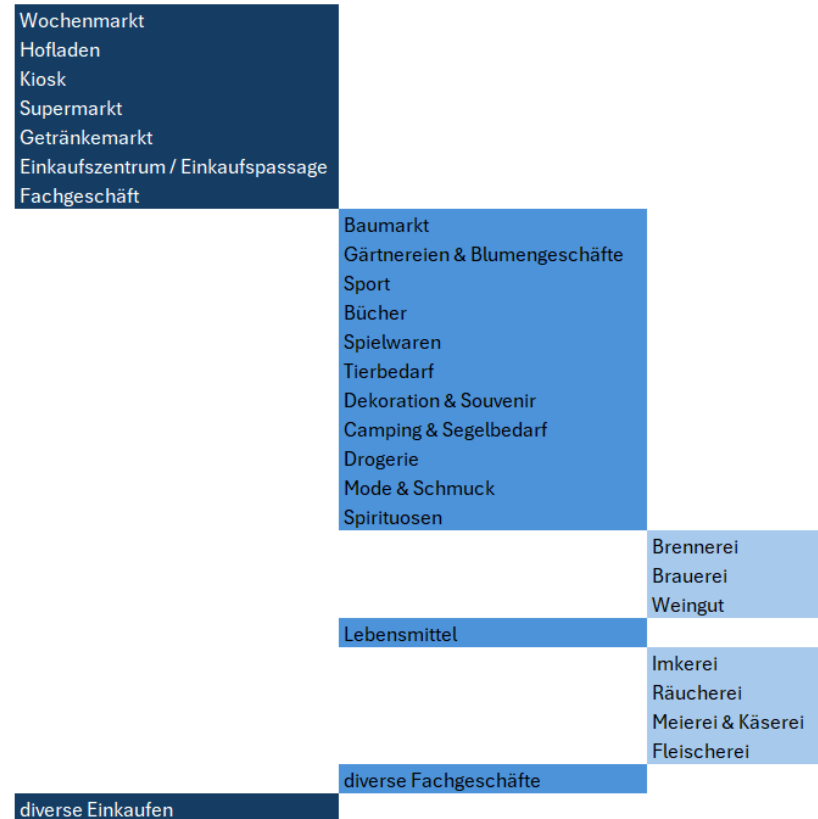 Wochenmarkt
Hofladen
Kiosk
Supermarkt
Getränkemarkt
Einkaufszentrum / Einkaufspassage
Fachgeschäft
Baumarkt
Gärtnereien & Blumengeschäfte
Sport
Bücher
Spielwaren
Tierbedarf
Dekoration & Souvenir
Camping & Segelbedarf
Drogerie
Mode & Schmuck
Spirituosen
Brennerei
Brauerei
Weingut
Lebensmittel
Imkerei
Räucherei
Meierei & Käserei
Fleischerei
diverse Fachgeschäfte
diverse Einkaufen